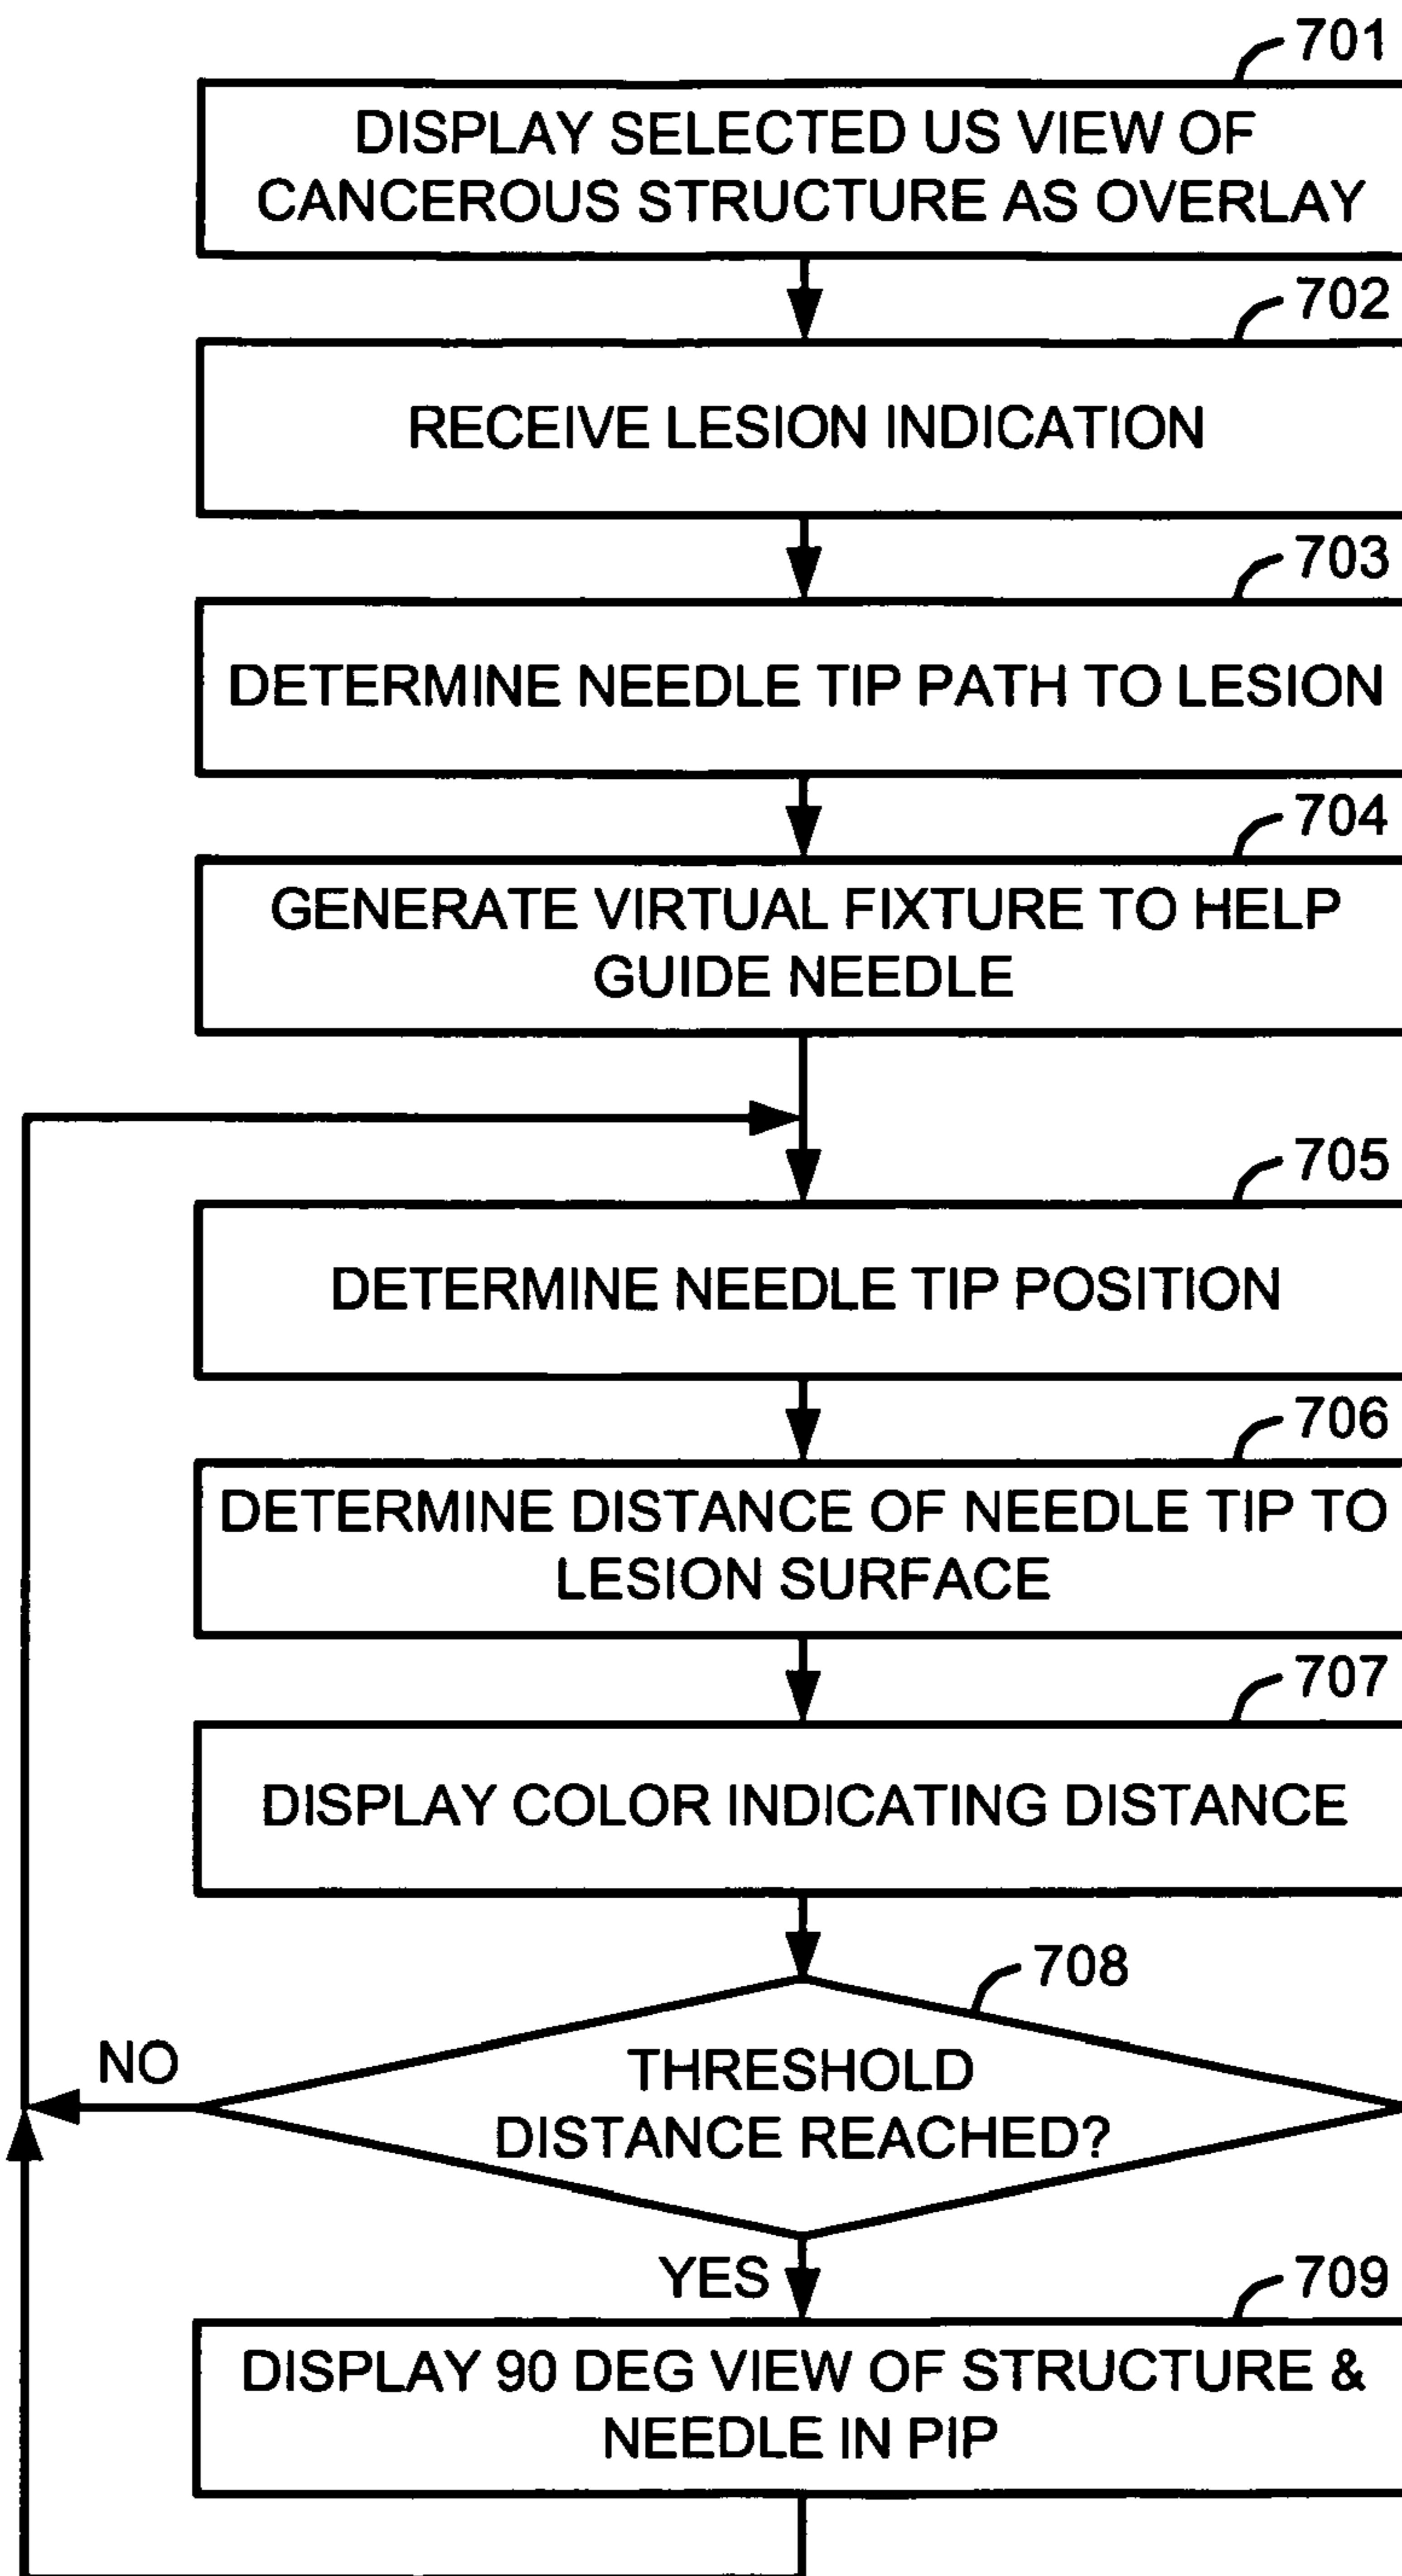 701
DISPLAY SELECTED US VIEW OF
CANCEROUS STRUCTURE AS OVERLAY
702
RECEIVE LESION INDICATION
703
DETERMINE NEEDLE TIP PATH TO LESION
704
GENERATE VIRTUAL FIXTURE TO HELP
GUIDE NEEDLE
705
DETERMINE NEEDLE TIP POSITION
706
DETERMINE DISTANCE OF NEEDLE TIP TO
LESION SURFACE
707
DISPLAY COLOR INDICATING DISTANCE
708
NO
THRESHOLD
DISTANCE REACHED?
YES
709
DISPLAY 90 DEG VIEW OF STRUCTURE &
NEEDLE IN PIP